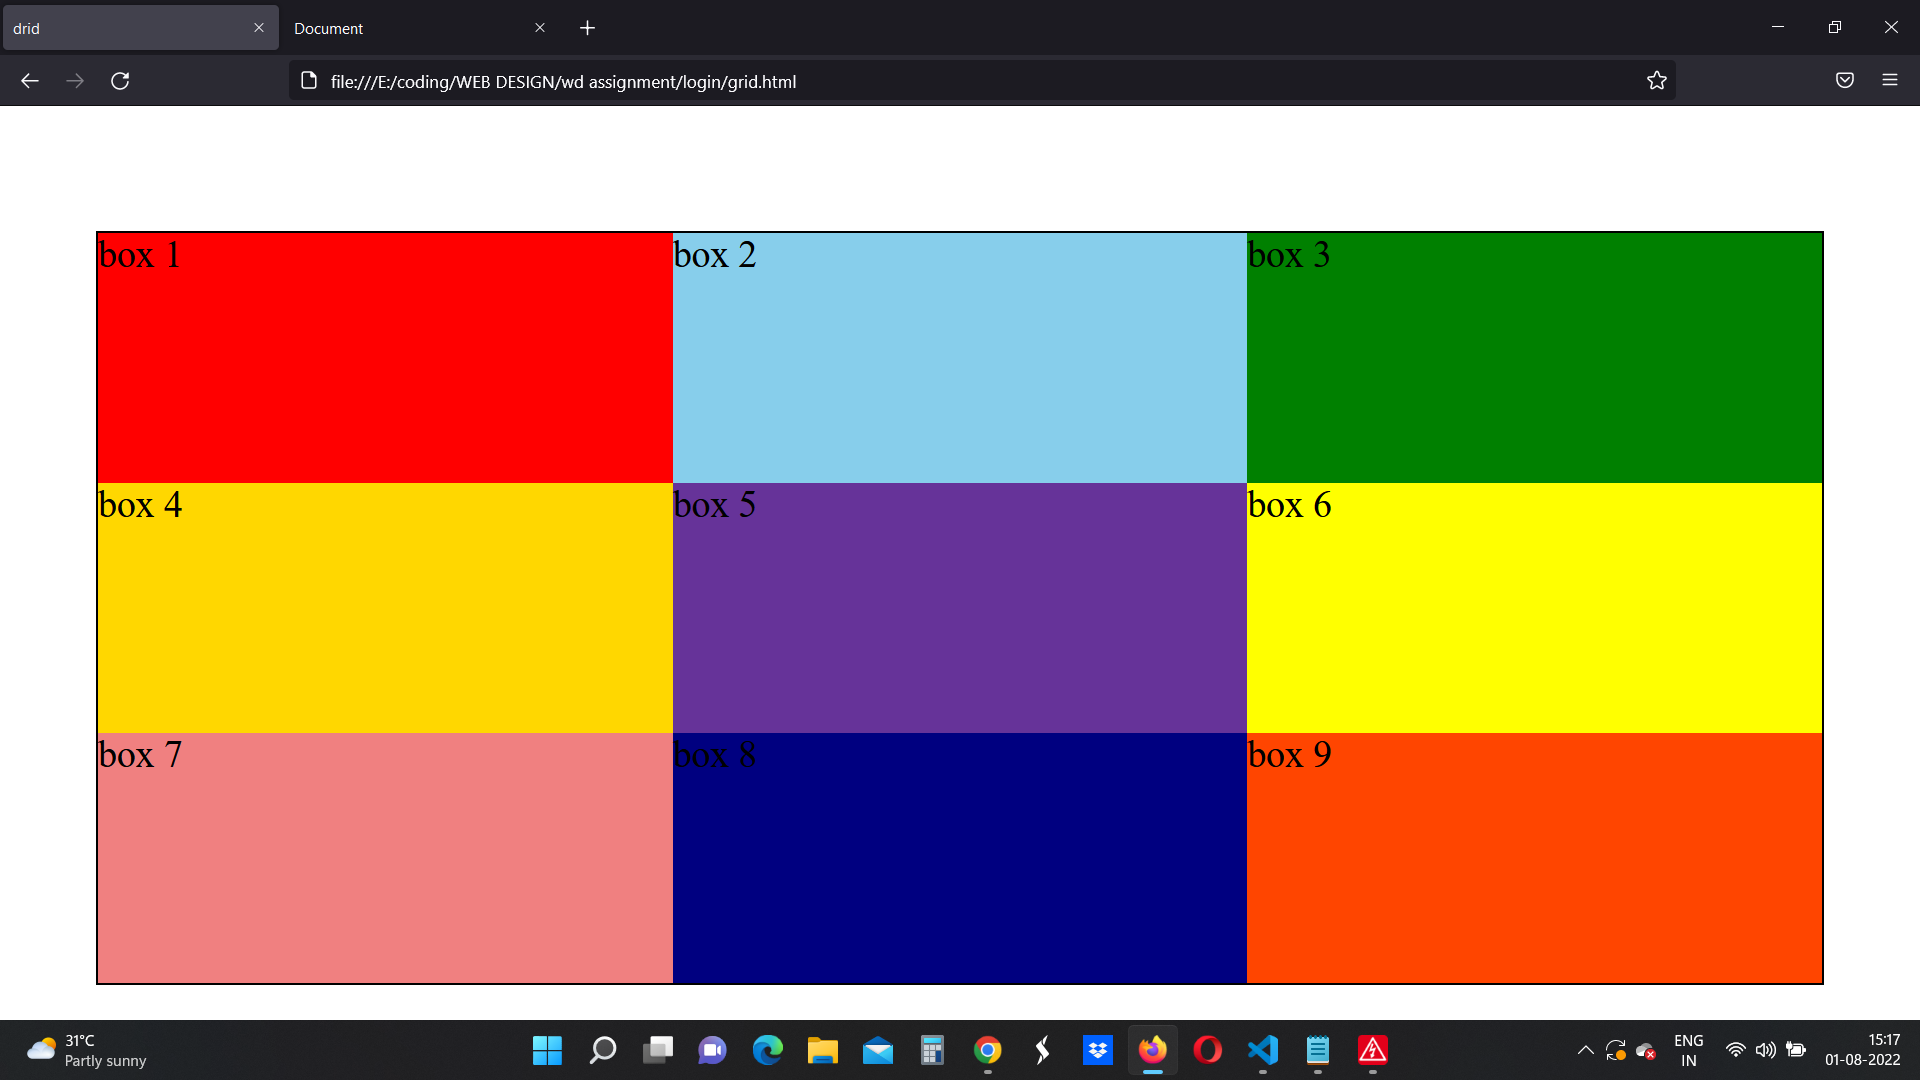 drid
Document
file:///E:/coding/WEB DESIGN/wd assignment/login/grid.html
box 1
box 2
box 3
box 4
box 5
box 6
box 7
box 8
box 9
31°C
Partly sunny
ENG
IN
15:17
01-08-2022